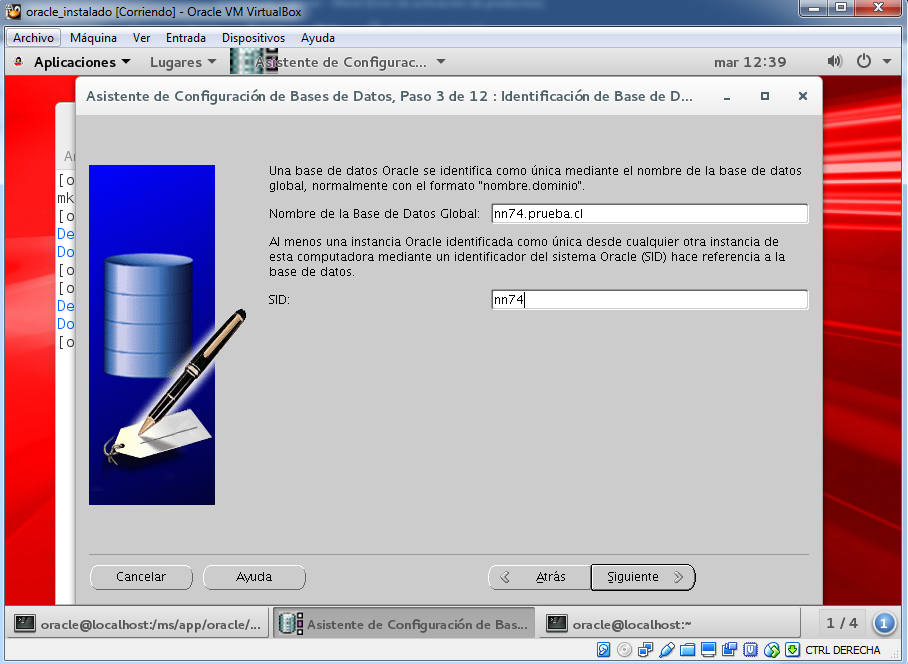 oracle_instalado [Corriendo] - Oracle VM VirtualBox
Archivo Máquina Ver Entrada Dispositivos Ayuda
Aplicaciones Lugares Asistente de Configurac... mar 12:39
Asistente de Configuración de Bases de Datos, Paso 3 de 12 : Identificación de Base de D...
[o
mk
[o
De
Do
[o
[o
De
Do
[o
Una base de datos Oracle se identifica como única mediante el nombre de la base de datos
global, normalmente con el formato "nombre.dominio".
Nombre de la Base de Datos Global: nn74.prueba.cl
Al menos una instancia Oracle identificada como única desde cualquier otra instancia de
esta computadora mediante un identificador del sistema Oracle (SID) hace referencia a la
base de datos.
SID: nn74
Cancelar Ayuda Atrás Siguiente
oracle@localhost:/ms/app/oracle/... Asistente de Configuración de Bas... oracle@localhost:~ 1 / 4 1
CTRL DERECHA